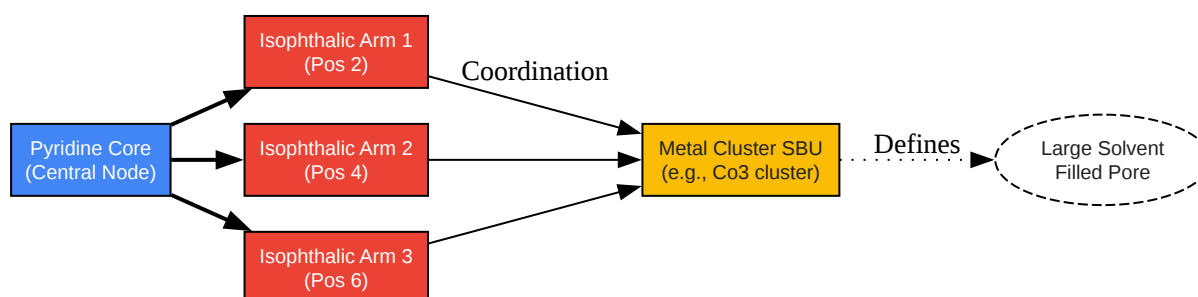 Isophthalic Arm 1
(Pos 2)
Coordination
Pyridine Core
(Central Node)
Isophthalic Arm 2
(Pos 4)
Metal Cluster SBU
(e.g., Co3 cluster)
Defines
Large Solvent
Filled Pore
Isophthalic Arm 3
(Pos 6)